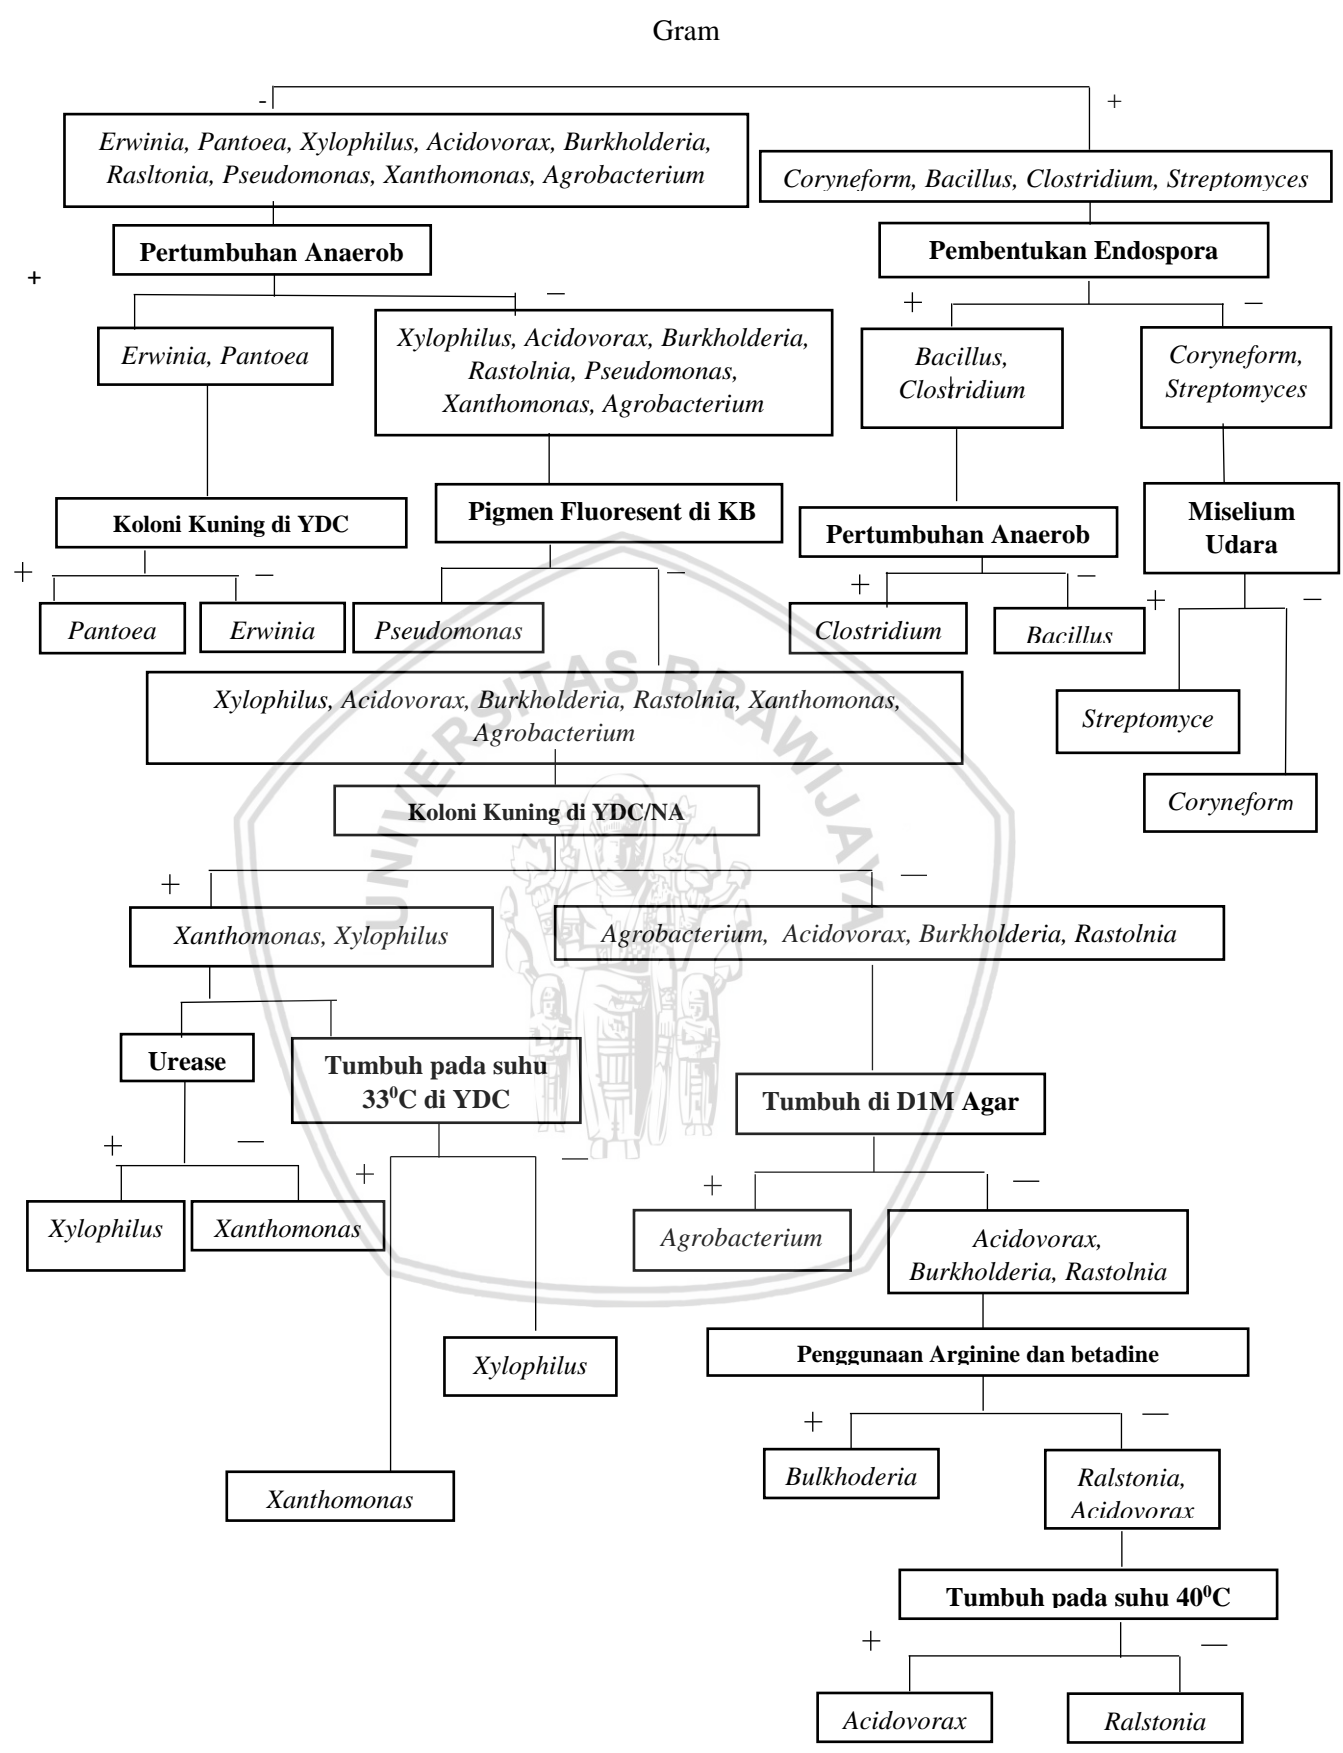 Gram
-
+
Erwinia, Pantoea, Xylophilus, Acidovorax, Burkholderia,
Rasltonia, Pseudomonas, Xanthomonas, Agrobacterium
Coryneform, Bacillus, Clostridium, Streptomyces
Pertumbuhan Anaerob
Pembentukan Endospora
+
—
+
—
Erwinia, Pantoea
Xylophilus, Acidovorax, Burkholderia,
Rastolnia, Pseudomonas,
Xanthomonas, Agrobacterium
Bacillus,
Clostridium
Coryneform,
Streptomyces
Koloni Kuning di YDC
Pigmen Fluoresent di KB
Pertumbuhan Anaerob
Miselium
Udara
+
—
—
+
—
+
—
Pantoea
Erwinia
Pseudomonas
Clostridium
Bacillus
Xylophilus, Acidovorax, Burkholderia, Rastolnia, Xanthomonas,
Agrobacterium
Streptomyce
Coryneform
UNIVERSITAS BRAWIJAYA
Koloni Kuning di YDC/NA
+
—
Xanthomonas, Xylophilus
Agrobacterium, Acidovorax, Burkholderia, Rastolnia
Urease
Tumbuh pada suhu
33⁰C di YDC
Tumbuh di D1M Agar
+
—
+
—
+
—
Xylophilus
Xanthomonas
Agrobacterium
Acidovorax,
Burkholderia, Rastolnia
Xylophilus
Xanthomonas
Penggunaan Arginine dan betadine
+
—
Bulkhoderia
Ralstonia,
Acidovorax
Tumbuh pada suhu 40⁰C
+
—
Acidovorax
Ralstonia